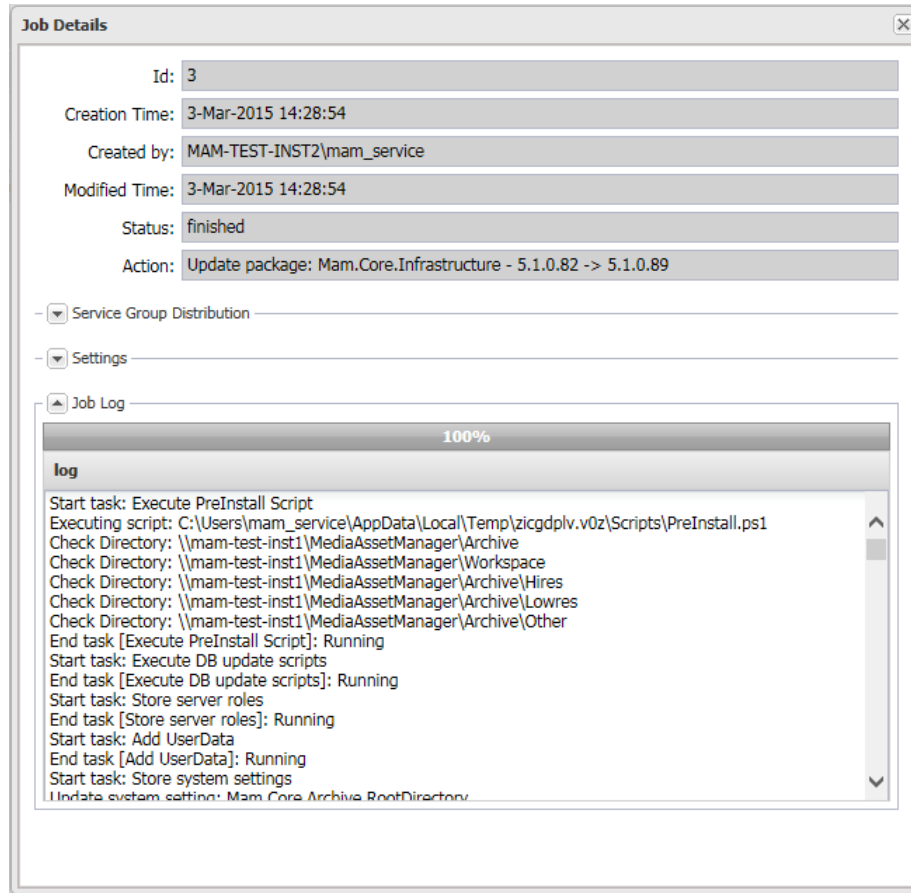 Job Details
Id: 3
Creation Time: 3-Mar-2015 14:28:54
Created by: MAM-TEST-INST2\mam_service
Modified Time: 3-Mar-2015 14:28:54
Status: finished
Action: Update package: Mam.Core.Infrastructure - 5.1.0.82 -> 5.1.0.89
Service Group Distribution
Settings
Job Log
100%
log
Start task: Execute PreInstall Script
Executing script: C:\Users\mam_service\AppData\Local\Temp\zicgdplv.v0z\Scripts\PreInstall.ps1
Check Directory: \\mam-test-inst1\MediaAssetManager\Archive
Check Directory: \\mam-test-inst1\MediaAssetManager\Workspace
Check Directory: \\mam-test-inst1\MediaAssetManager\Archive\Hires
Check Directory: \\mam-test-inst1\MediaAssetManager\Archive\Lowres
Check Directory: \\mam-test-inst1\MediaAssetManager\Archive\Other
End task [Execute PreInstall Script]: Running
Start task: Execute DB update scripts
End task [Execute DB update scripts]: Running
Start task: Store server roles
End task [Store server roles]: Running
Start task: Add UserData
End task [Add UserData]: Running
Start task: Store system settings
Update system setting: Mam.Core.Archive.RootDirectory